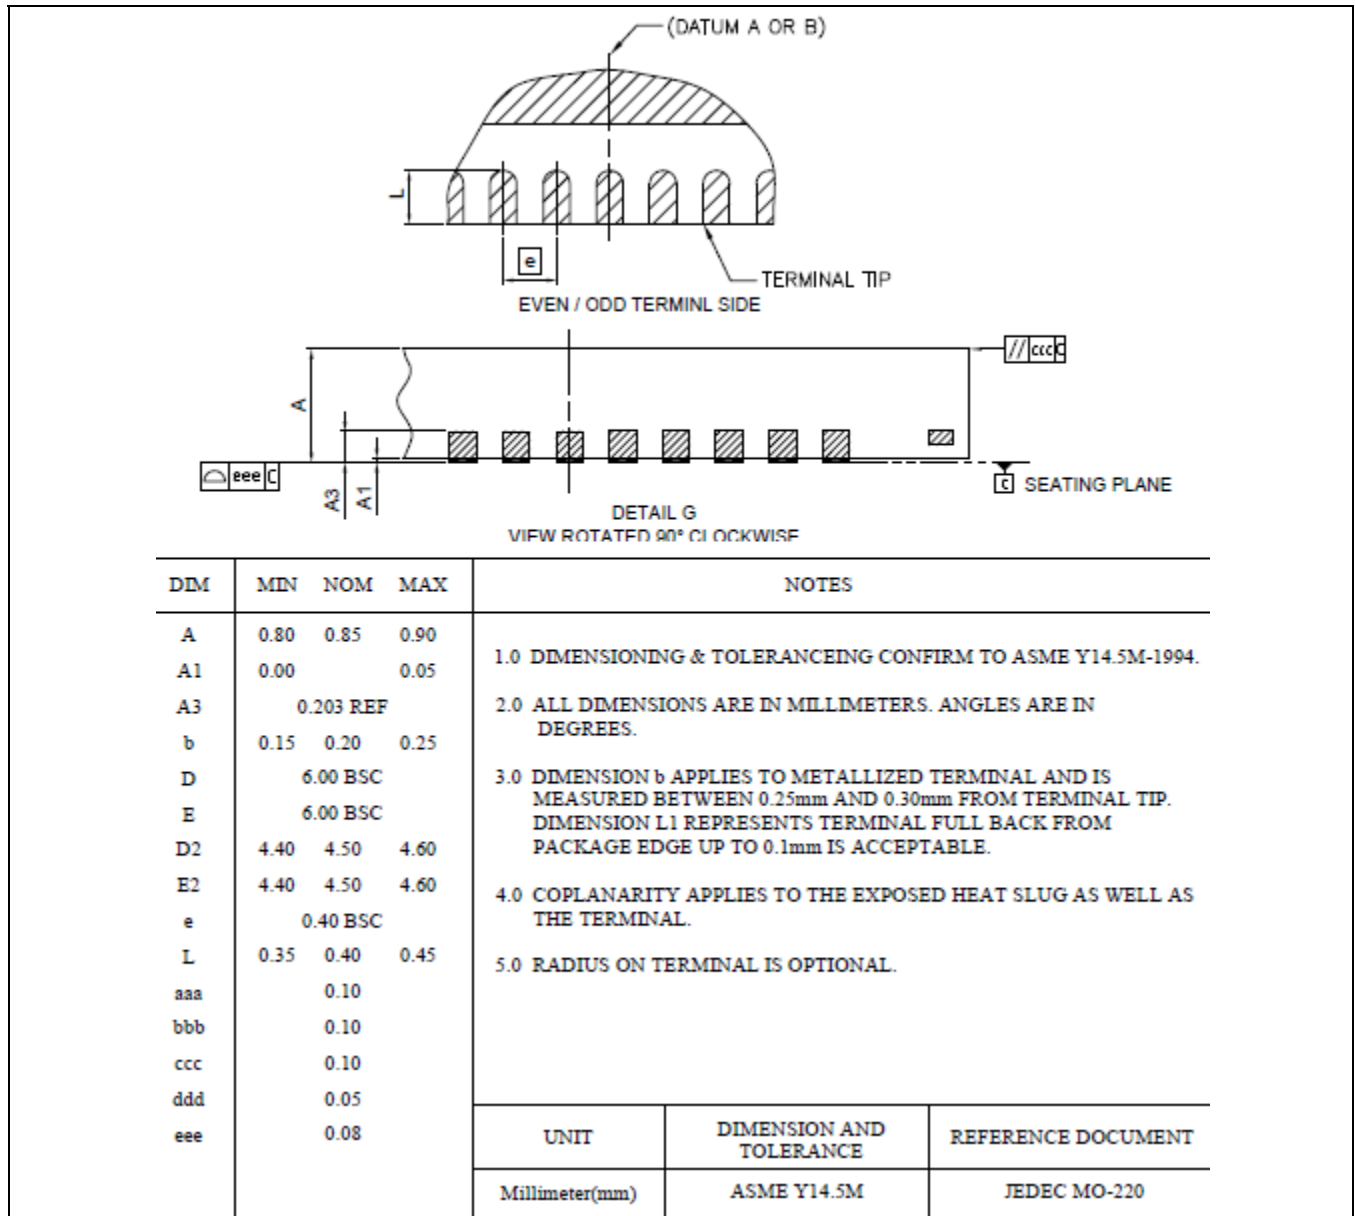 (DATUM A OR B)
L
e
TERMINAL TIP
EVEN / ODD TERMINL SIDE
// ccc C
A
eee C
A3
A1
C SEATING PLANE
DETAIL G
VIEW ROTATED 90° CLOCKWISE
DIM MIN NOM MAX NOTES
A 0.80 0.85 0.90
A1 0.00 0.05
A3 0.203 REF
b 0.15 0.20 0.25
D 6.00 BSC
E 6.00 BSC
D2 4.40 4.50 4.60
E2 4.40 4.50 4.60
e 0.40 BSC
L 0.35 0.40 0.45
aaa 0.10
bbb 0.10
ccc 0.10
ddd 0.05
eee 0.08
1.0 DIMENSIONING & TOLERANCEING CONFIRM TO ASME Y14.5M-1994.
2.0 ALL DIMENSIONS ARE IN MILLIMETERS. ANGLES ARE IN
DEGREES.
3.0 DIMENSION b APPLIES TO METALLIZED TERMINAL AND IS
MEASURED BETWEEN 0.25mm AND 0.30mm FROM TERMINAL TIP.
DIMENSION L1 REPRESENTS TERMINAL FULL BACK FROM
PACKAGE EDGE UP TO 0.1mm IS ACCEPTABLE.
4.0 COPLANARITY APPLIES TO THE EXPOSED HEAT SLUG AS WELL AS
THE TERMINAL.
5.0 RADIUS ON TERMINAL IS OPTIONAL.
UNIT DIMENSION AND TOLERANCE REFERENCE DOCUMENT
Millimeter(mm) ASME Y14.5M JEDEC MO-220